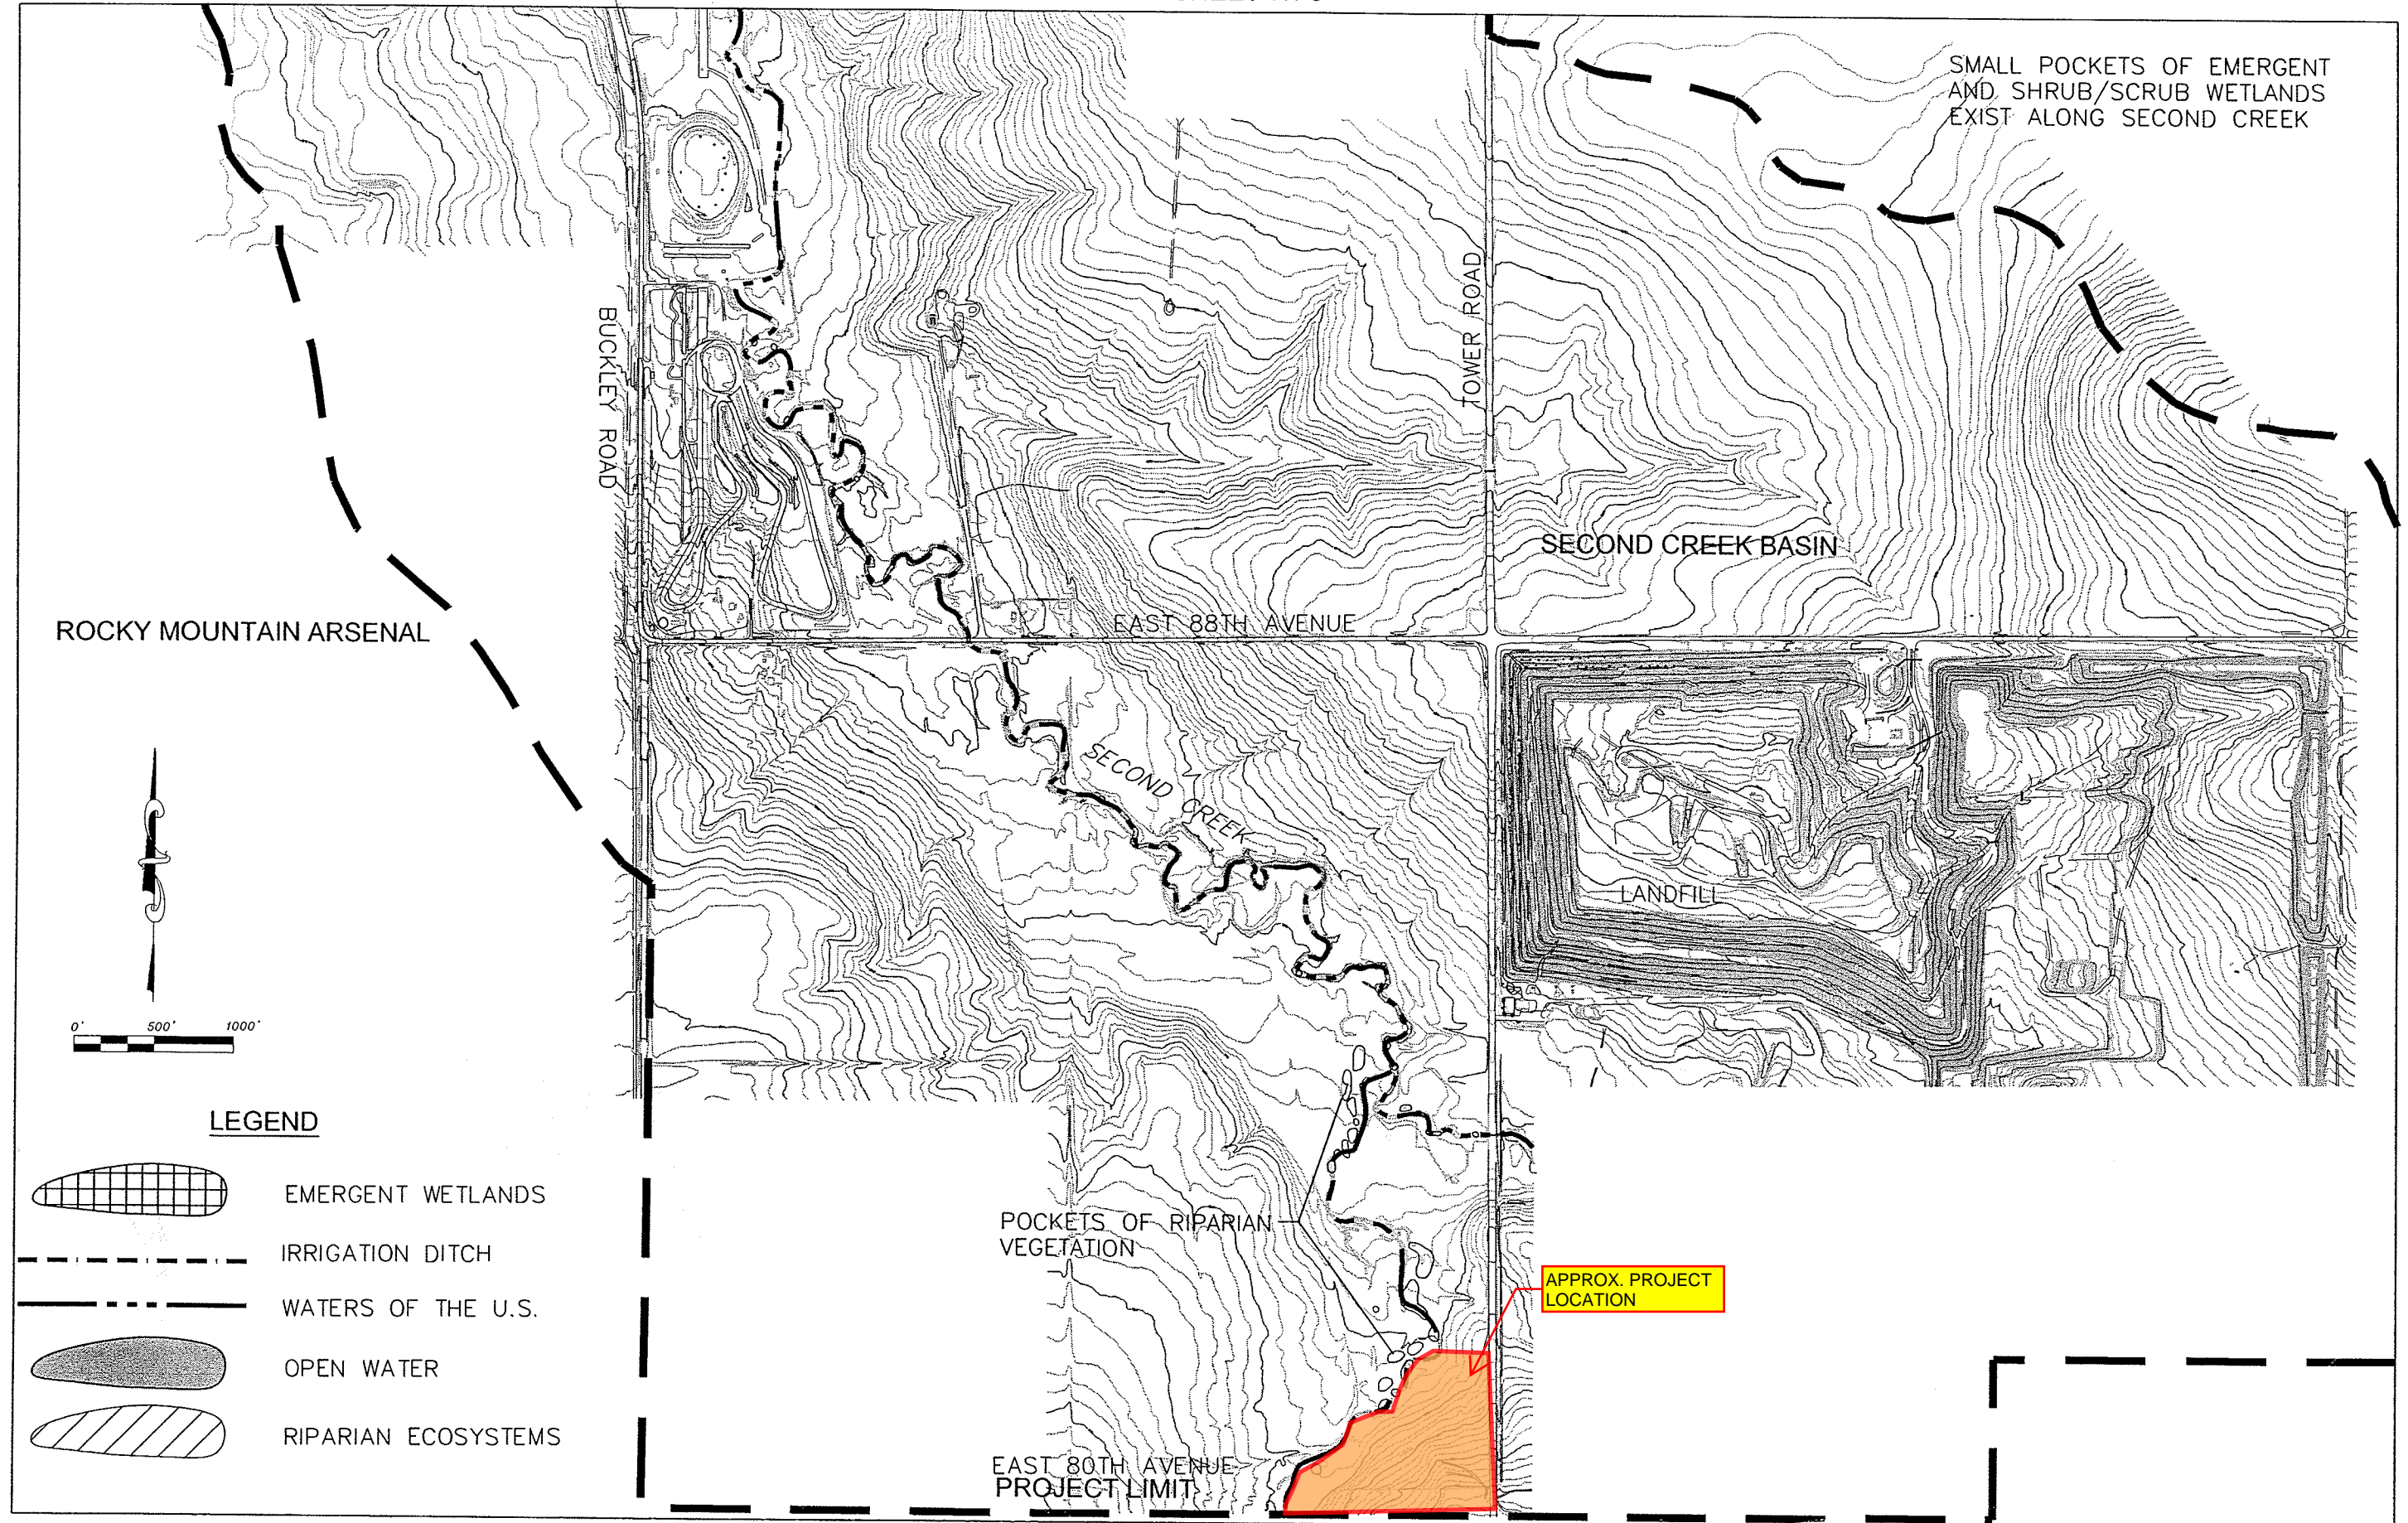 SMALL POCKETS OF EMERGENT
AND SHRUB/SCRUB WETLANDS
EXIST ALONG SECOND CREEK
BUCKLEY ROAD
TOWER ROAD
SECOND CREEK BASIN
EAST 88TH AVENUE
ROCKY MOUNTAIN ARSENAL
SECOND CREEK
LANDFILL
0' 500' 1000'
LEGEND
EMERGENT WETLANDS
IRRIGATION DITCH
WATERS OF THE U.S.
OPEN WATER
RIPARIAN ECOSYSTEMS
POCKETS OF RIPARIAN
VEGETATION
APPROX. PROJECT
LOCATION
EAST 80TH AVENUE
PROJECT LIMIT